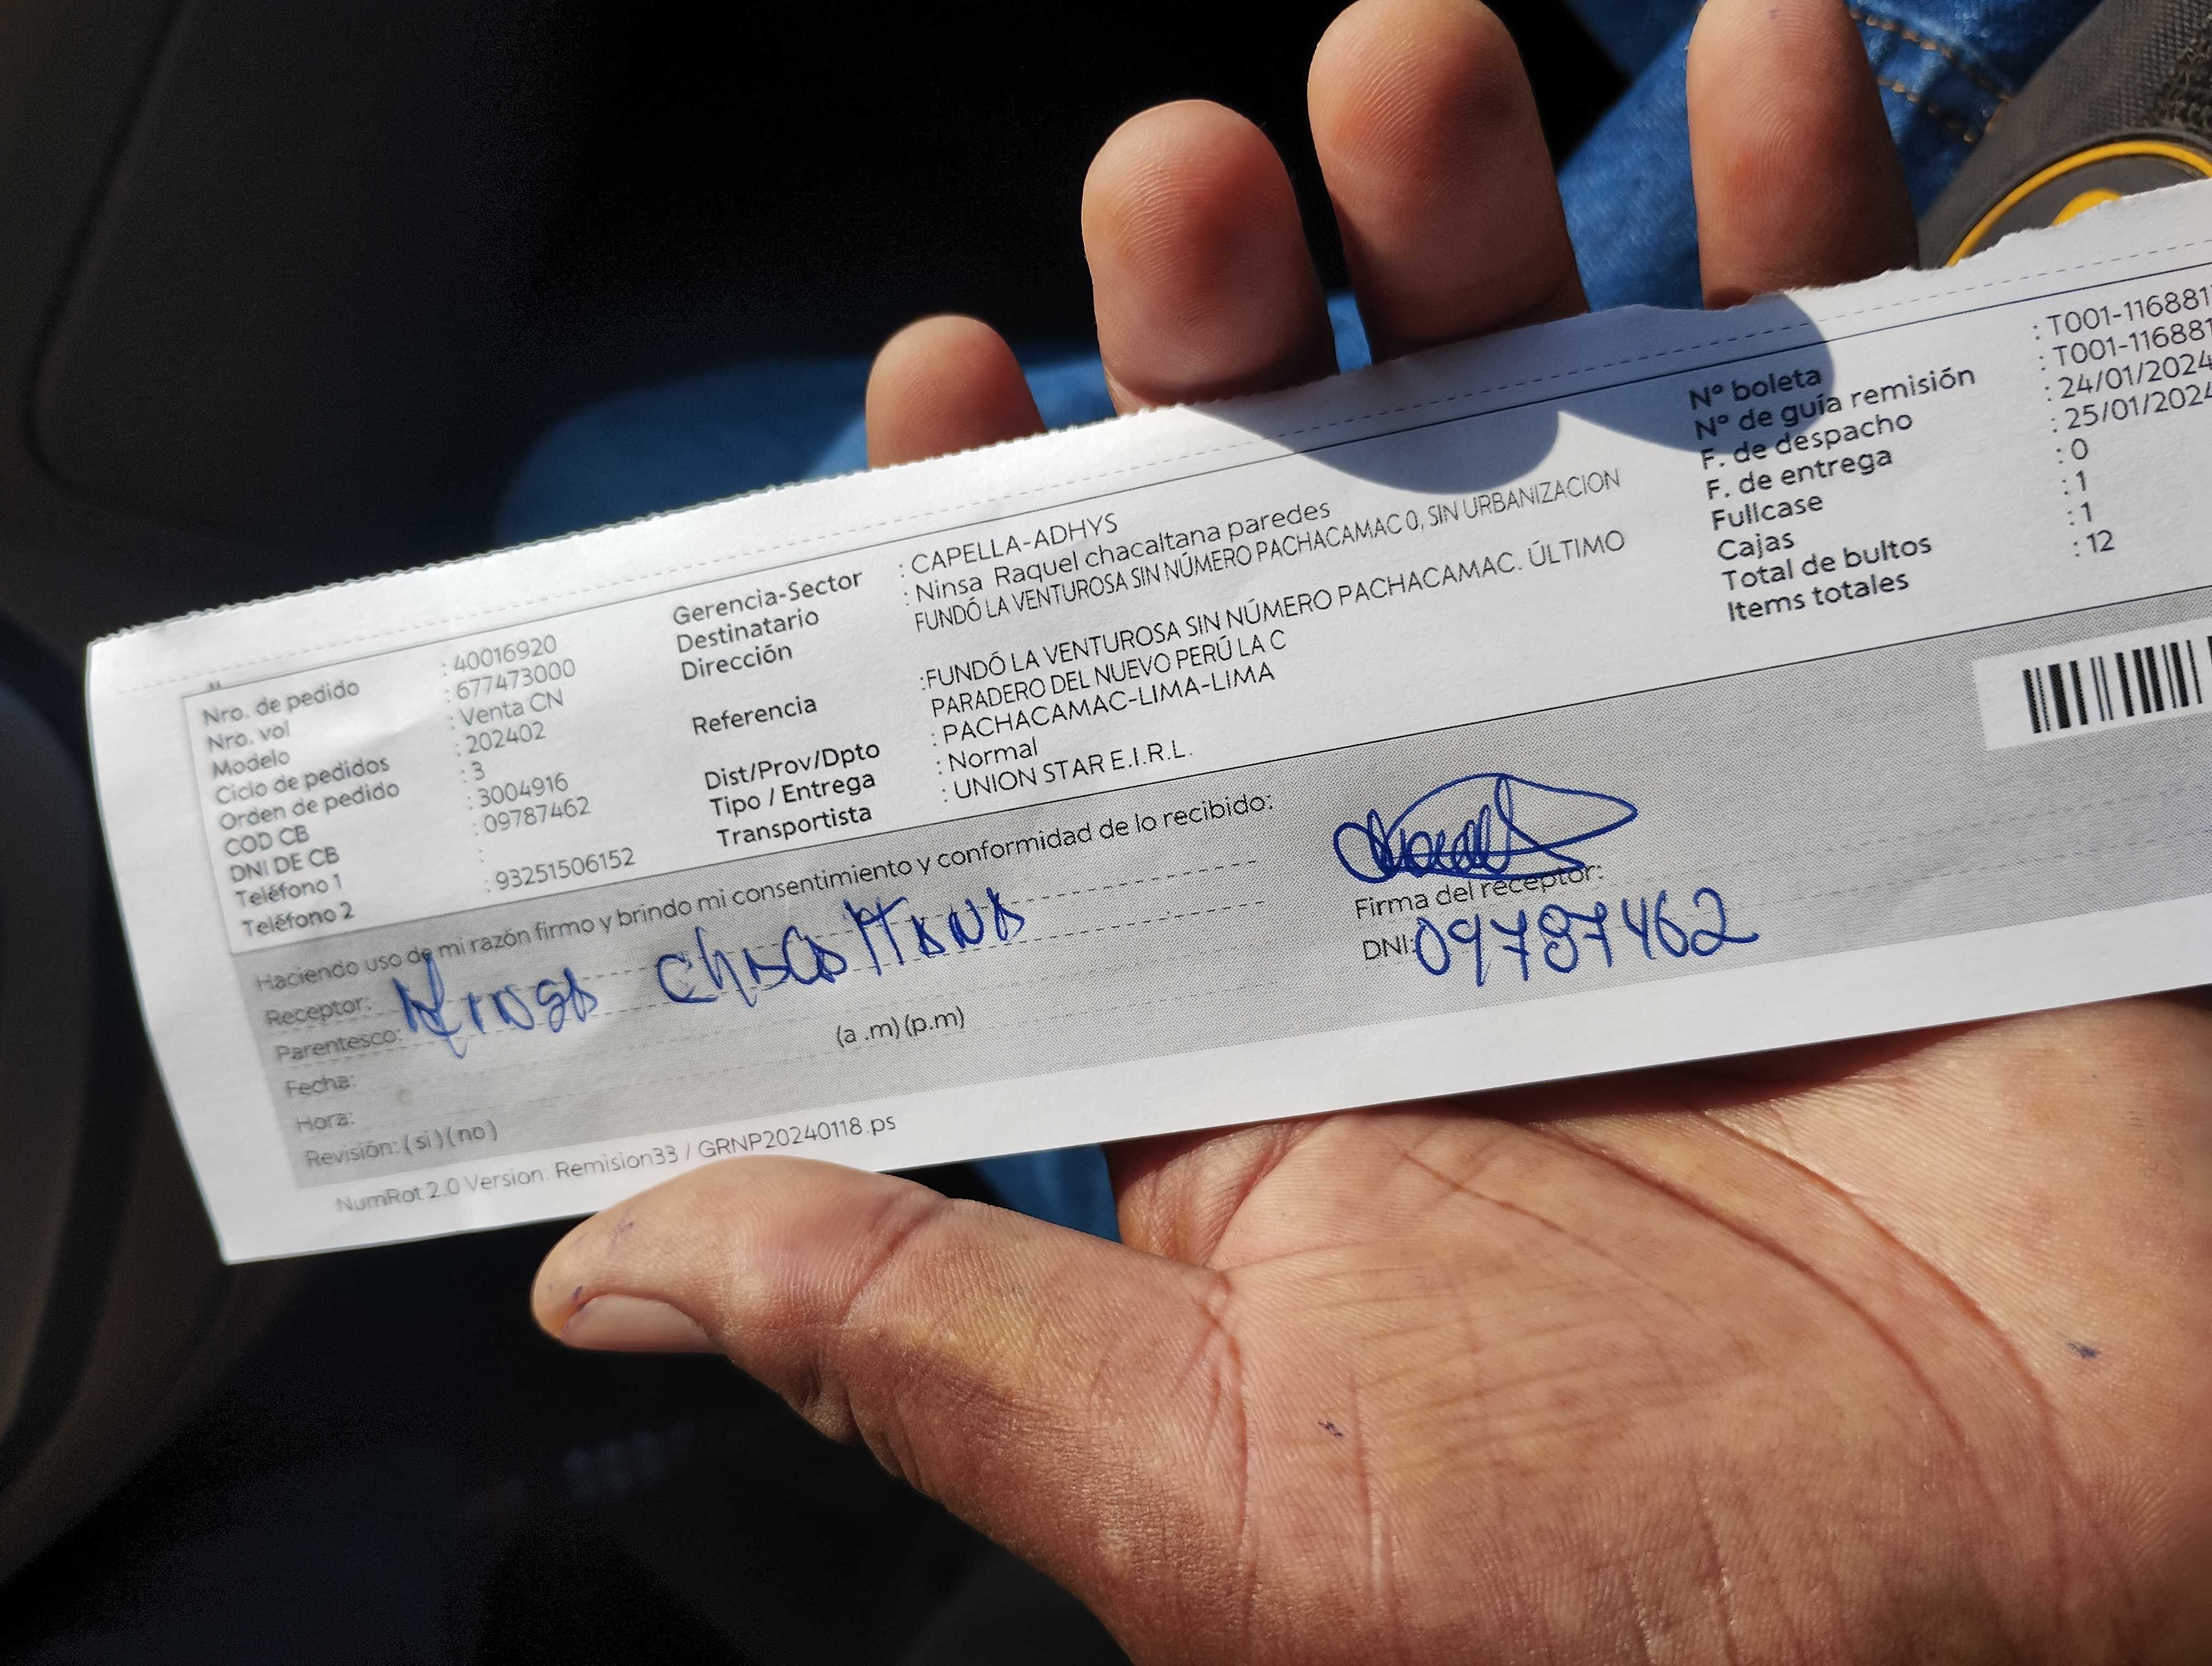 Nro. de pedido : 40016920
Nro. vol : 677473000
Modelo : Venta CN
Ciclo de pedidos : 202402
Orden de pedido : 3
COD CB : 3004916
DNI DE CB : 09787462
Teléfono 1 :
Teléfono 2 : 93251506152
Gerencia-Sector : CAPELLA-ADHYS
Destinatario : Ninsa Raquel chacaltana paredes
Dirección FUNDÓ LA VENTUROSA SIN NÚMERO PACHACAMAC 0, SIN URBANIZACION
Referencia :FUNDÓ LA VENTUROSA SIN NÚMERO PACHACAMAC. ÚLTIMO
PARADERO DEL NUEVO PERÚ LA C
Dist/Prov/Dpto : PACHACAMAC-LIMA-LIMA
Tipo / Entrega : Normal
Transportista : UNION STAR E.I.R.L.
N° boleta : T001-116881
N° de guía remisión : T001-116881
F. de despacho : 24/01/2024
F. de entrega : 25/01/2024
Fullcase : 0
Cajas : 1
Total de bultos : 1
Items totales : 12
Haciendo uso de mi razón firmo y brindo mi consentimiento y conformidad de lo recibido:
Receptor: Ninsa Chacaltana
Parentesco:
Fecha:
Hora: (a .m) (p.m)
Revisión: ( si ) ( no )
Firma del receptor:
DNI: 09787462
NumRot 2.0 Version: Remision33 / GRNP20240118.ps